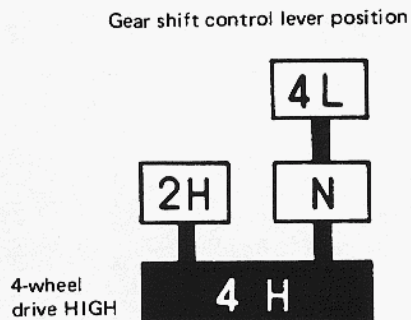 Gear shift control lever position
4L
2H N
4-wheel
drive HIGH
4 H